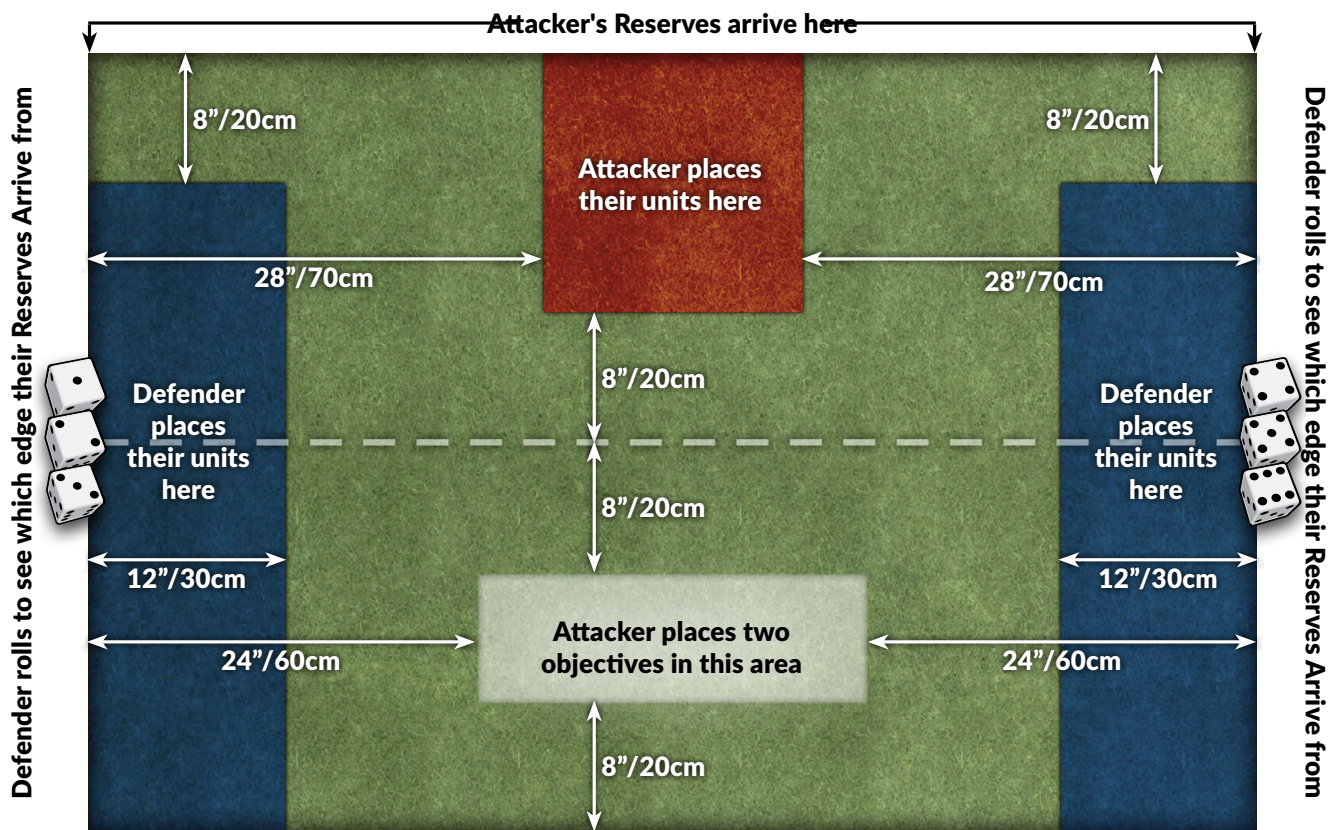 Attacker's Reserves arrive here
8”/20cm
8”/20cm
Attacker places
their units here
28”/70cm
28”/70cm
8”/20cm
Defender
places
their units
here
Defender
places
their units
here
8”/20cm
12”/30cm
12”/30cm
Attacker places two
objectives in this area
24”/60cm
24”/60cm
8”/20cm
Defender rolls to see which edge their Reserves Arrive from
Defender rolls to see which edge their Reserves Arrive from